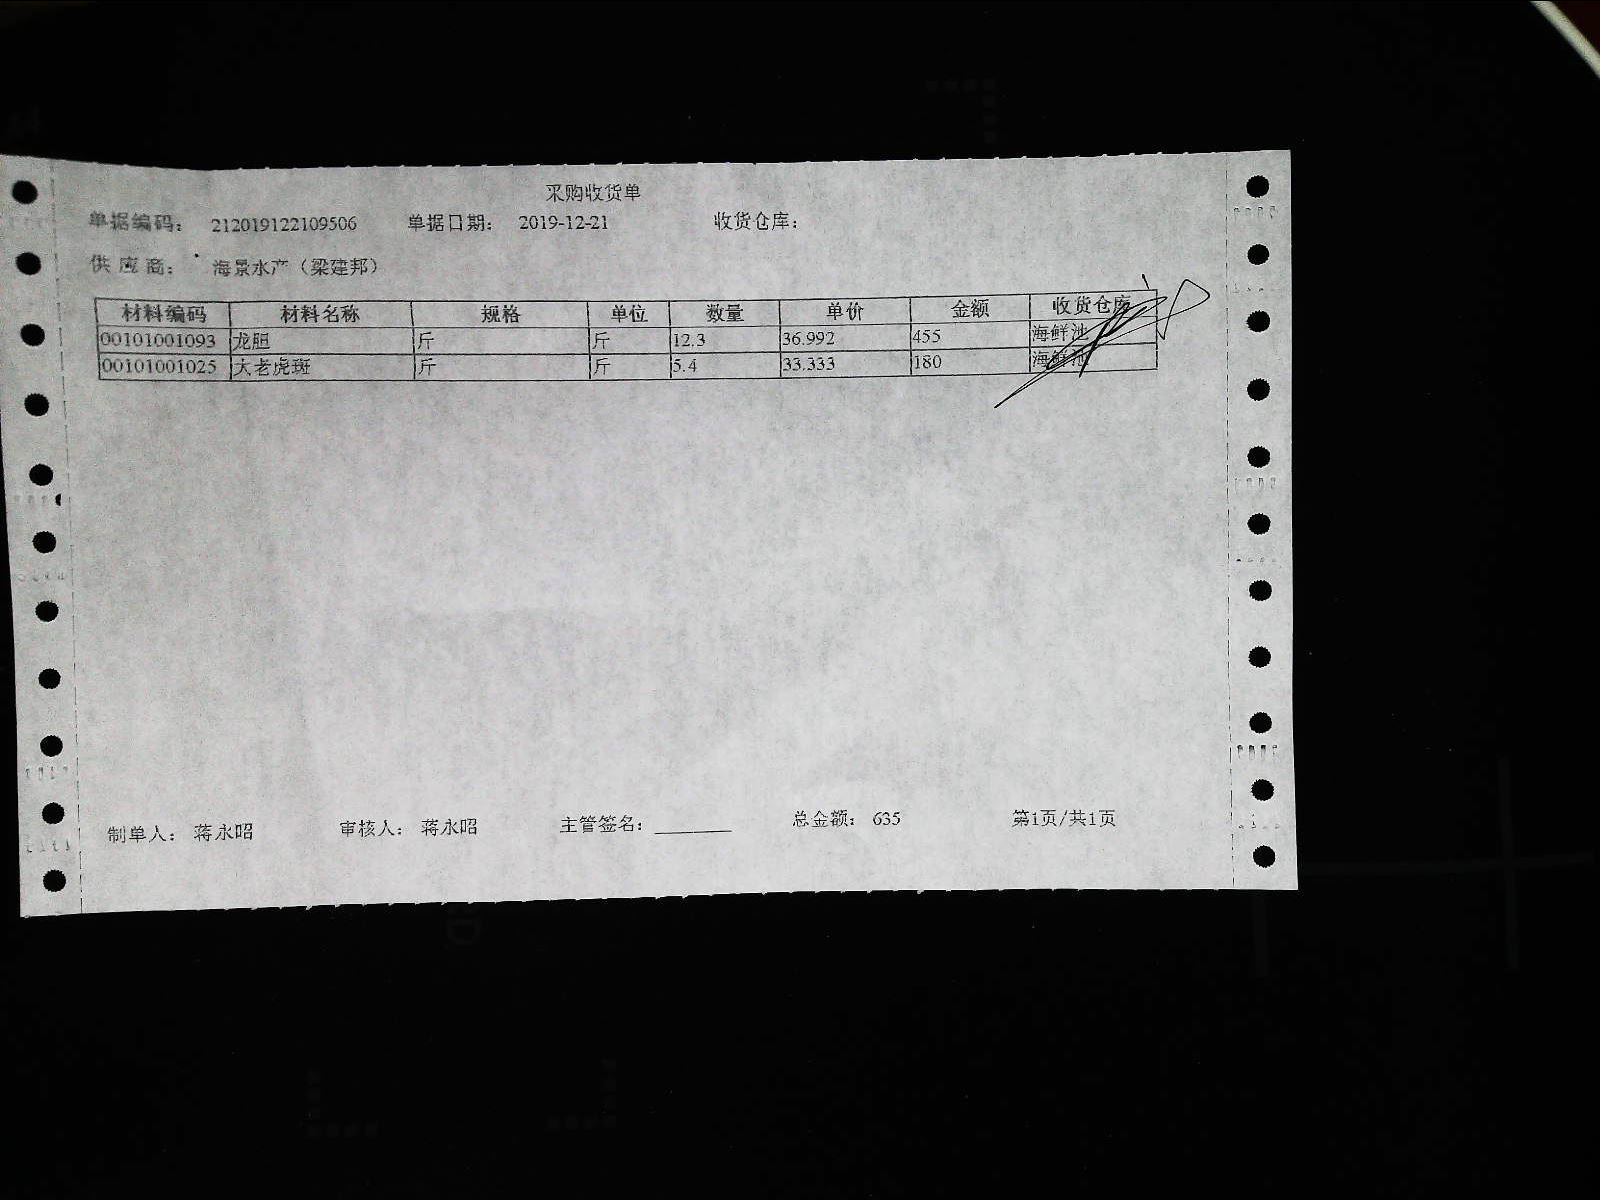 采购收货单
单据编码： 212019122109506 单据日期： 2019-12-21 收货仓库：
供应商： 海景水产（梁建邦）
材料编码 材料名称 规格 单位 数量 单价 金额 收货仓库
00101001093 龙胆 斤 斤 12.3 36.992 455 海鲜池
00101001025 大老虎斑 斤 斤 5.4 33.333 180 海鲜池
制单人： 蒋永昭 审核人： 蒋永昭 主管签名：________ 总金额： 635 第1页/共1页